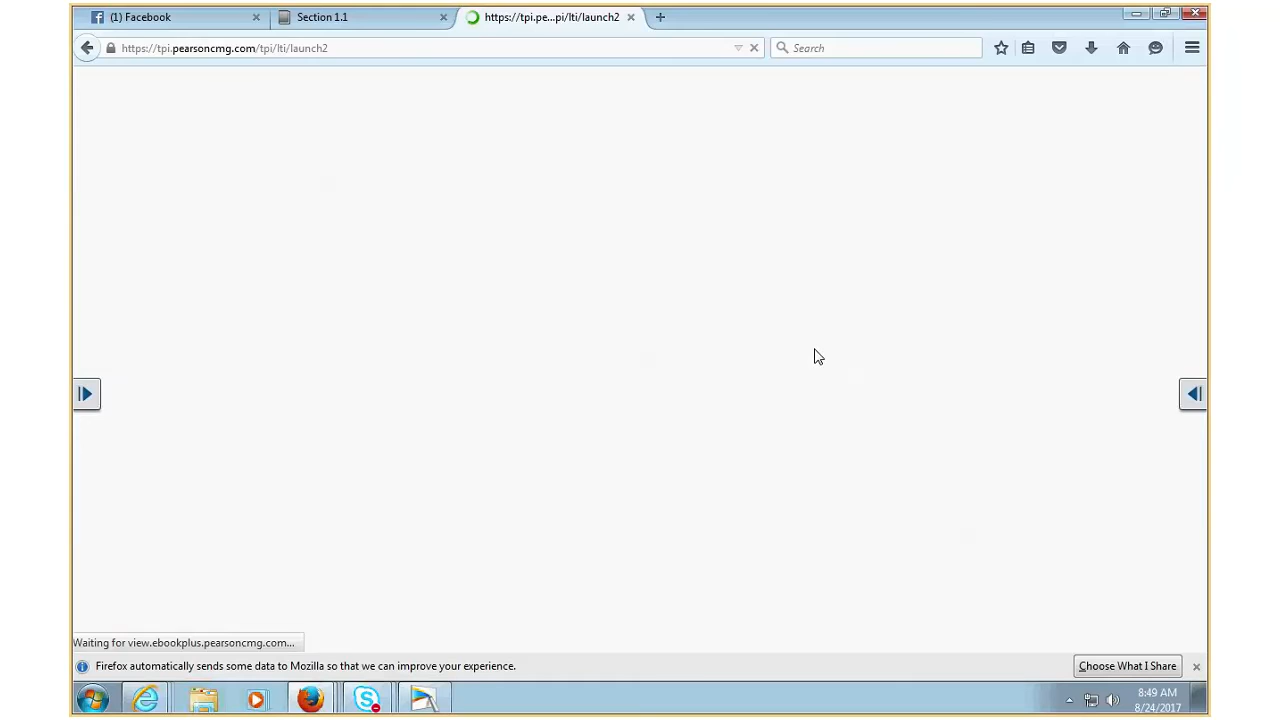 (1) Facebook
Section 1.1
https://tpi.pe...pi/lti/launch2
https://tpi.pearsoncmg.com/tpi/lti/launch2
Search
Waiting for view.ebookplus.pearsoncmg.com...
Firefox automatically sends some data to Mozilla so that we can improve your experience.
Choose What I Share
8:49 AM
8/24/2017